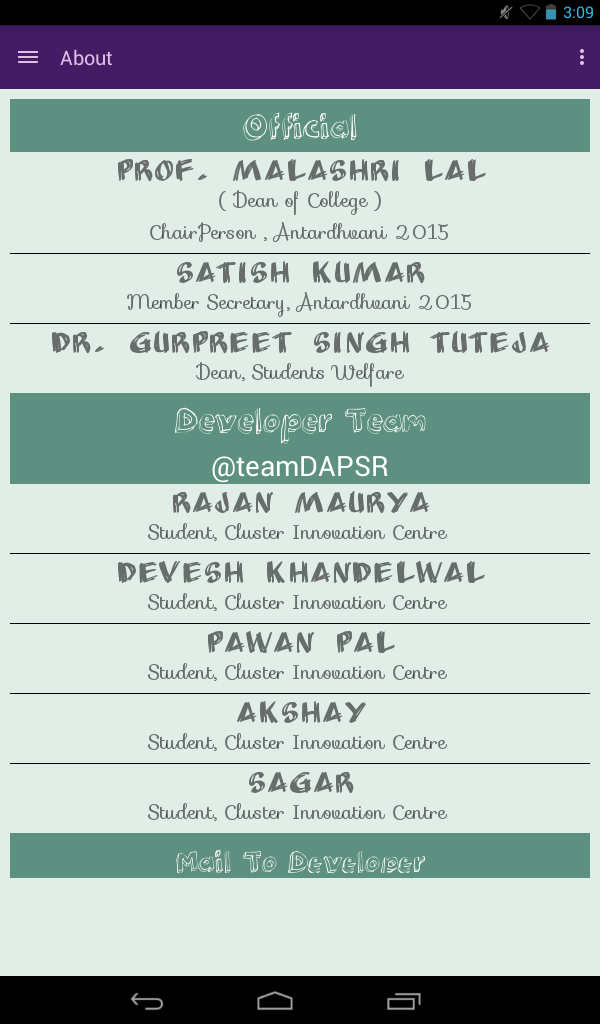 3:09
About
Official
PROF. MALASHRI LAL
( Dean of College )
ChairPerson , Antardhwani 2015
SATISH KUMAR
Member Secretary, Antardhwani 2015
DR. GURPREET SINGH TUTEJA
Dean, Students Welfare
Developer Team
@teamDAPSR
RAJAN MAURYA
Student, Cluster Innovation Centre
DEVESH KHANDELWAL
Student, Cluster Innovation Centre
PAWAN PAL
Student, Cluster Innovation Centre
AKSHAY
Student, Cluster Innovation Centre
SAGAR
Student, Cluster Innovation Centre
Mail To Developer